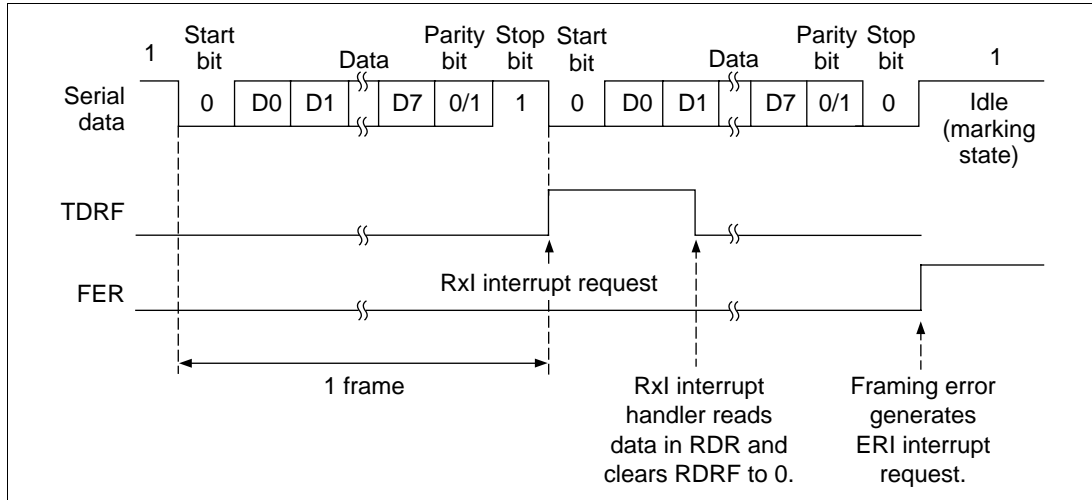 1
Start
bit
Data
Parity
bit
Stop
bit
Start
bit
Data
Parity
bit
Stop
bit
1
Serial
data
0
D0
D1
D7
0/1
1
0
D0
D1
D7
0/1
0
Idle
(marking
state)
TDRF
RxI interrupt request
FER
1 frame
RxI interrupt
handler reads
data in RDR and
clears RDRF to 0.
Framing error
generates
ERI interrupt
request.